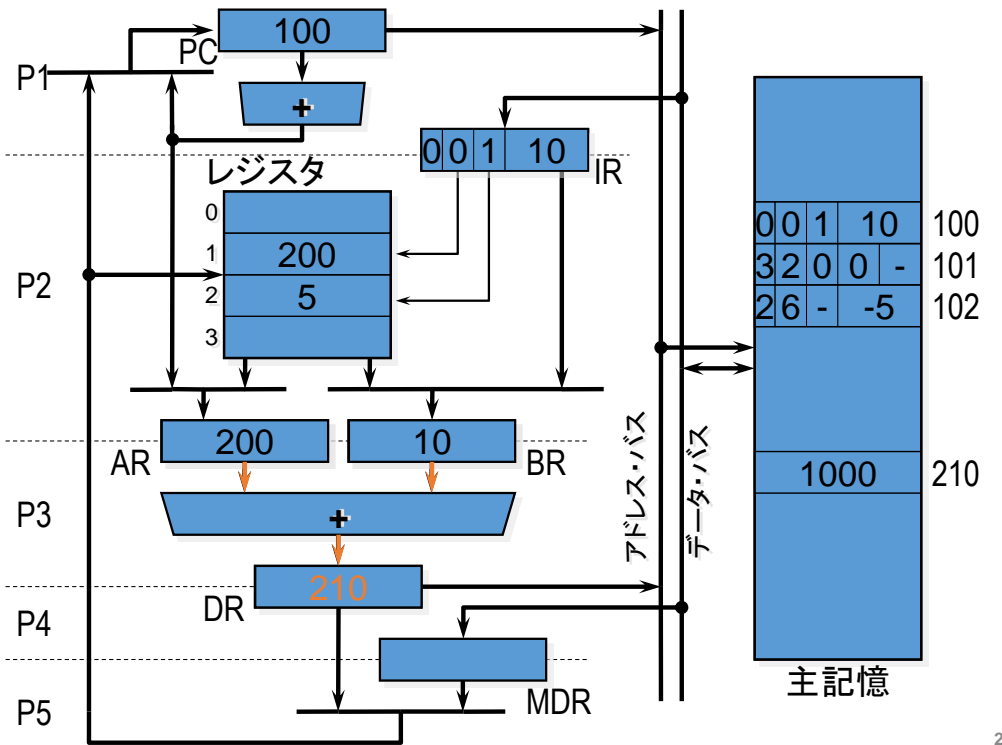 100
PC
P1
+
0 0 1 10
IR
レジスタ
0
1 200
2 5
3
P2
0 0 1 10 100
3 2 0 0 - 101
2 6 - -5 102
アドレス・バス
データ・バス
200
AR
10
BR
1000 210
P3
+
210
DR
P4
主記憶
MDR
P5
2